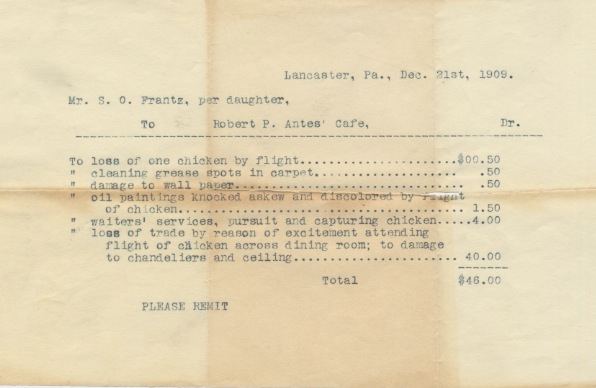 Lancaster, Pa., Dec. 21st, 1909.
Mr. S. O. Frantz, per daughter,
To Robert P. Antes' Cafe, Dr.
To loss of one chicken by flight......................$00.50
" cleaning grease spots in carpet..................... .50
" damage to wall paper................................ .50
" oil paintings knocked askew and discolored by flight
of chicken........................................ 1.50
" waiters' services, pursuit and capturing chicken.....4.00
" loss of trade by reason of excitement attending
flight of chicken across dining room; to damage
to chandeliers and ceiling....................... 40.00
Total $46.00
PLEASE REMIT